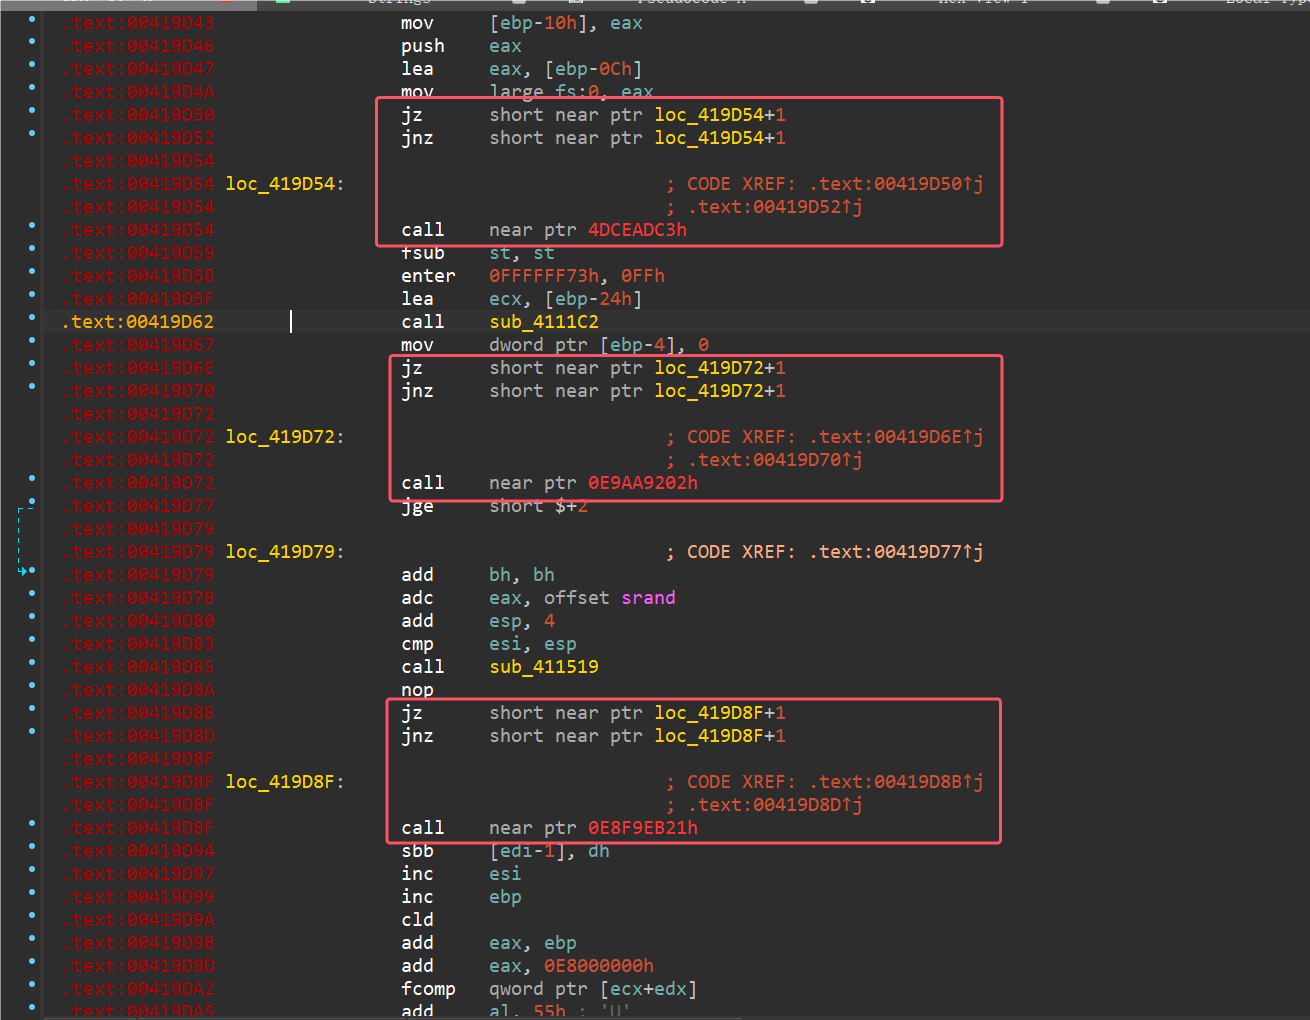 .text:00419D43 mov [ebp-10h], eax
.text:00419D46 push eax
.text:00419D47 lea eax, [ebp-0Ch]
.text:00419D4A mov large fs:0, eax
.text:00419D50 jz short near ptr loc_419D54+1
.text:00419D52 jnz short near ptr loc_419D54+1
.text:00419D54
.text:00419D54 loc_419D54: ; CODE XREF: .text:00419D50↑j
.text:00419D54 ; .text:00419D52↑j
.text:00419D54 call near ptr 4DCEADC3h
.text:00419D59 fsub st, st
.text:00419D5B enter 0FFFFFF73h, 0FFh
.text:00419D5F lea ecx, [ebp-24h]
.text:00419D62 call sub_4111C2
.text:00419D67 mov dword ptr [ebp-4], 0
.text:00419D6E jz short near ptr loc_419D72+1
.text:00419D70 jnz short near ptr loc_419D72+1
.text:00419D72
.text:00419D72 loc_419D72: ; CODE XREF: .text:00419D6E↑j
.text:00419D72 ; .text:00419D70↑j
.text:00419D72 call near ptr 0E9AA9202h
.text:00419D77 jge short $+2
.text:00419D79
.text:00419D79 loc_419D79: ; CODE XREF: .text:00419D77↑j
.text:00419D79 add bh, bh
.text:00419D7B adc eax, offset srand
.text:00419D80 add esp, 4
.text:00419D83 cmp esi, esp
.text:00419D85 call sub_411519
.text:00419D8A nop
.text:00419D8B jz short near ptr loc_419D8F+1
.text:00419D8D jnz short near ptr loc_419D8F+1
.text:00419D8F
.text:00419D8F loc_419D8F: ; CODE XREF: .text:00419D8B↑j
.text:00419D8F ; .text:00419D8D↑j
.text:00419D8F call near ptr 0E8F9EB21h
.text:00419D94 sbb [edi-1], dh
.text:00419D97 inc esi
.text:00419D99 inc ebp
.text:00419D9A cld
.text:00419D9B add eax, ebp
.text:00419D9D add eax, 0E8000000h
.text:00419DA2 fcomp qword ptr [ecx+edx]
.text:00419DA5 add al, 55h ; 'U'